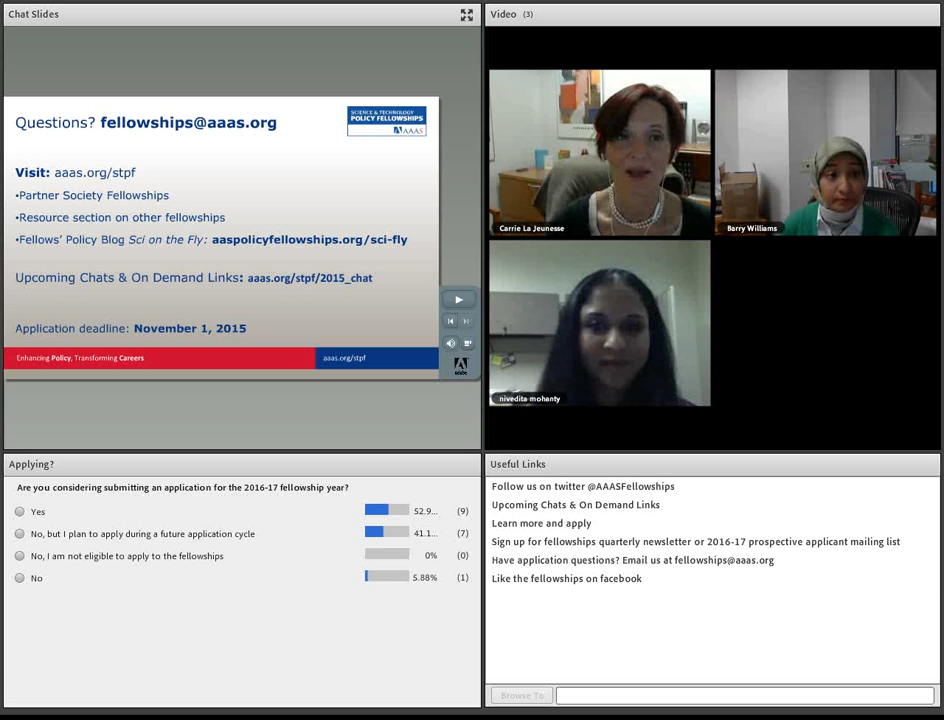 Chat Slides
Questions? fellowships@aaas.org
SCIENCE & TECHNOLOGY
POLICY FELLOWSHIPS
AAAS
Visit: aaas.org/stpf
•Partner Society Fellowships
•Resource section on other fellowships
•Fellows’ Policy Blog Sci on the Fly: aaspolicyfellowships.org/sci-fly
Upcoming Chats & On Demand Links: aaas.org/stpf/2015_chat
Application deadline: November 1, 2015
Enhancing Policy, Transforming Careers
aaas.org/stpf
Adobe
Video (3)
Carrie La Jeunesse
Barry Williams
nivedita mohanty
Applying?
Are you considering submitting an application for the 2016-17 fellowship year?
Yes 52.9... (9)
No, but I plan to apply during a future application cycle 41.1... (7)
No, I am not eligible to apply to the fellowships 0% (0)
No 5.88% (1)
Useful Links
Follow us on twitter @AAASFellowships
Upcoming Chats & On Demand Links
Learn more and apply
Sign up for fellowships quarterly newsletter or 2016-17 prospective applicant mailing list
Have application questions? Email us at fellowships@aaas.org
Like the fellowships on facebook
Browse To